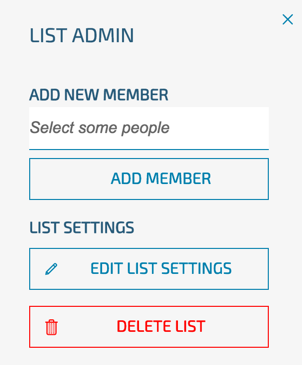 LIST ADMIN
ADD NEW MEMBER
Select some people
ADD MEMBER
LIST SETTINGS
EDIT LIST SETTINGS
DELETE LIST